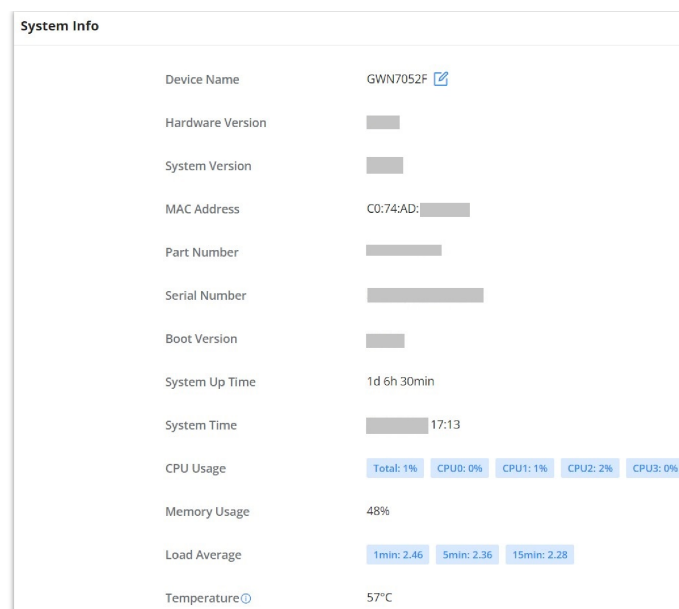 System Info
Device Name GWN7052F
Hardware Version
System Version
MAC Address C0:74:AD:
Part Number
Serial Number
Boot Version
System Up Time 1d 6h 30min
System Time 17:13
CPU Usage Total: 1% CPU0: 0% CPU1: 1% CPU2: 2% CPU3: 0%
Memory Usage 48%
Load Average 1min: 2.46 5min: 2.36 15min: 2.28
Temperature 57°C